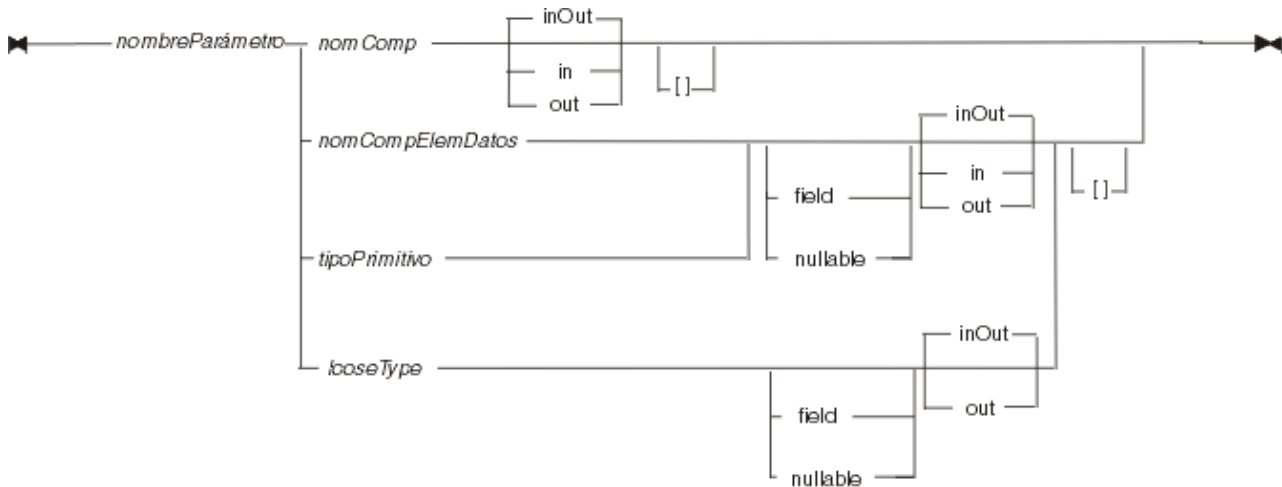 inOut
nombreParámetro nomComp
in
[ ]
out
inOut
nomCompElemDatos
in
field
[ ]
out
tipoPrimitivo
nullable
inOut
looseType
out
field
nullable